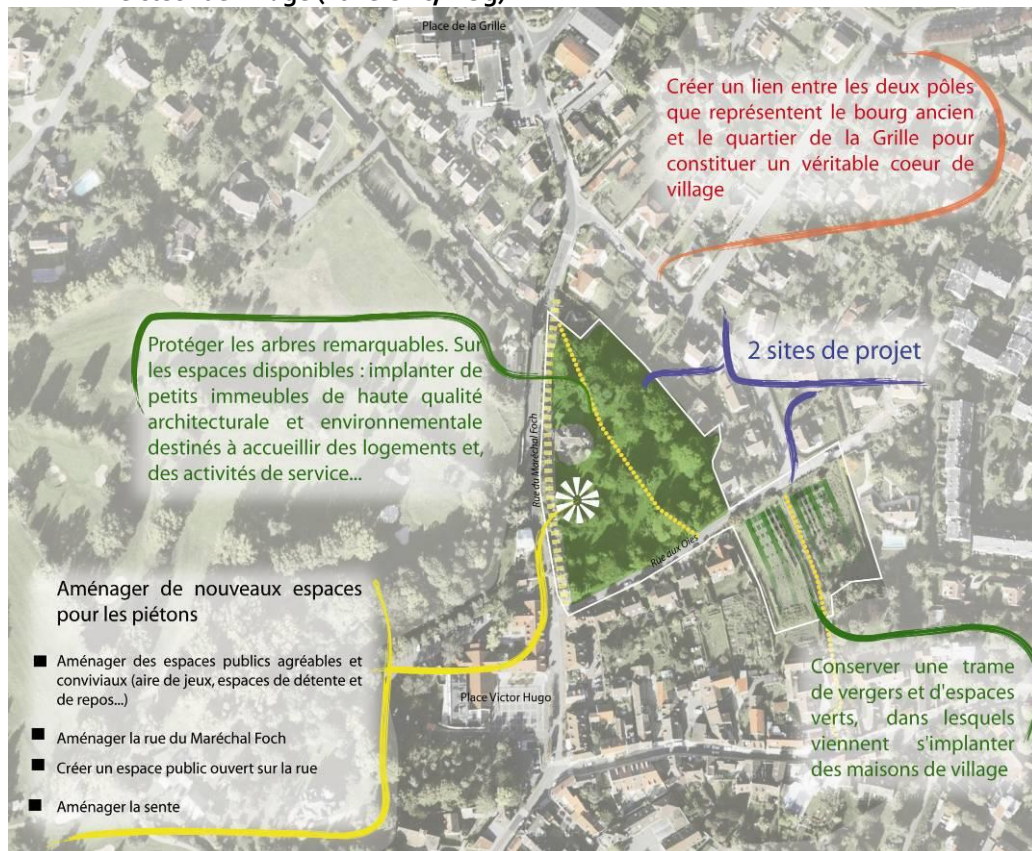 Place de la Grille
Créer un lien entre les deux pôles
que représentent le bourg ancien
et le quartier de la Grille pour
constituer un véritable coeur de
village
Protéger les arbres remarquables. Sur
les espaces disponibles : implanter de
petits immeubles de haute qualité
architecturale et environnementale
destinés à accueillir des logements et,
des activités de service...
2 sites de projet
Rue du Maréchal Foch
Rue aux Oies
Aménager de nouveaux espaces
pour les piétons
■ Aménager des espaces publics agréables et
conviviaux (aire de jeux, espaces de détente et
de repos...)
■ Aménager la rue du Maréchal Foch
■ Créer un espace public ouvert sur la rue
■ Aménager la sente
Place Victor Hugo
Conserver une trame
de vergers et d'espaces
verts, dans lesquels
viennent s'implanter
des maisons de village